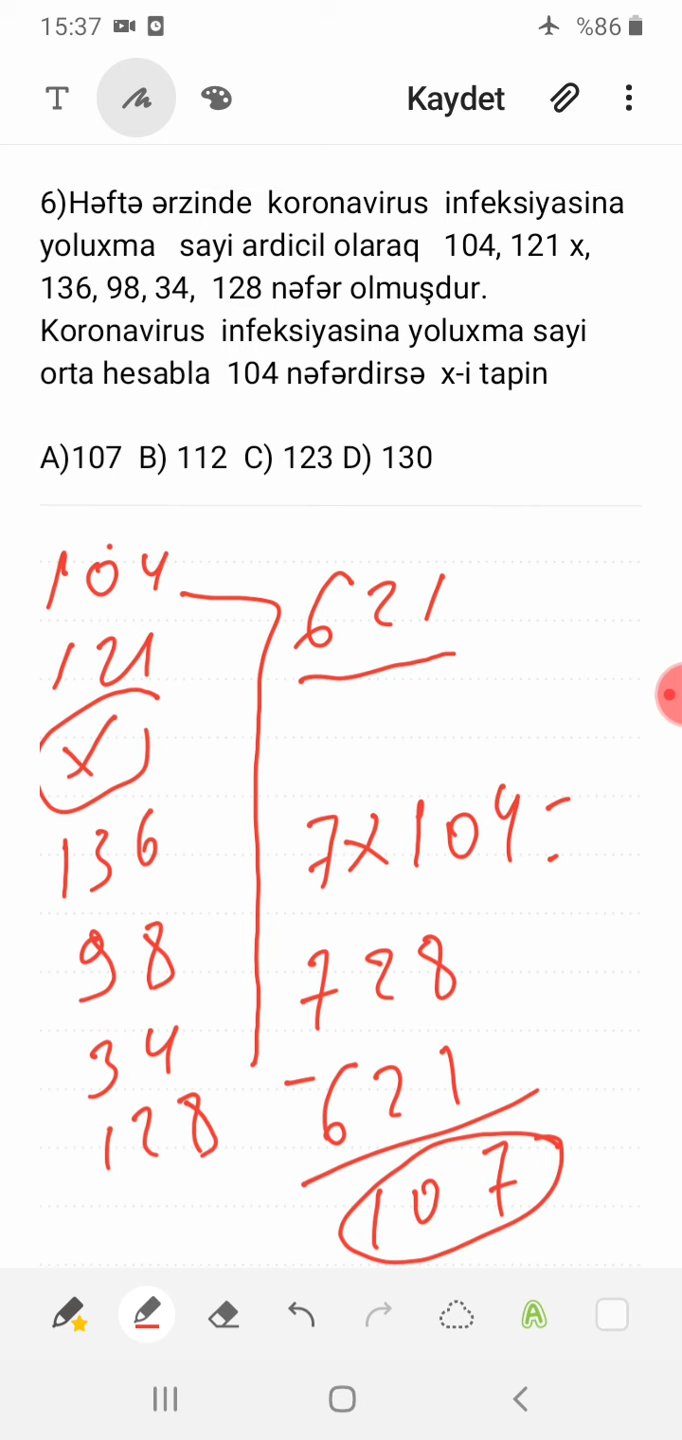 15:37 %86
T Kaydet
6)Həftə ərzinde koronavirus infeksiyasina
yoluxma sayi ardicil olaraq 104, 121 x,
136, 98, 34, 128 nəfər olmuşdur.
Koronavirus infeksiyasina yoluxma sayi
orta hesabla 104 nəfərdirsə x-i tapin
A)107 B) 112 C) 123 D) 130
104
121
x
136
98
34
128
621
7x104=
728
-621
107
A